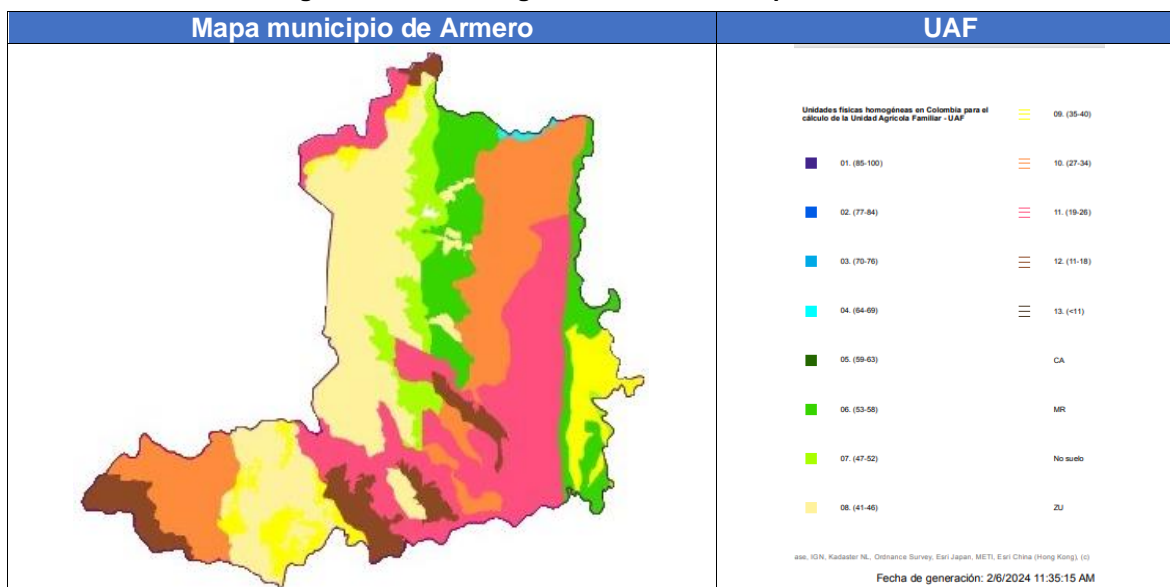 Mapa municipio de Armero
UAF
Unidades físicas homogéneas en Colombia para el
cálculo de la Unidad Agrícola Familiar - UAF
01. (85-100)
02. (77-84)
03. (70-76)
04. (64-69)
05. (59-63)
06. (53-58)
07. (47-52)
08. (41-46)
09. (35-40)
10. (27-34)
11. (19-26)
12. (11-18)
13. (<11)
CA
MR
No suelo
ZU
ase, IGN, Kadaster NL, Ordnance Survey, Esri Japan, METI, Esri China (Hong Kong), (c)
Fecha de generación: 2/6/2024 11:35:15 AM